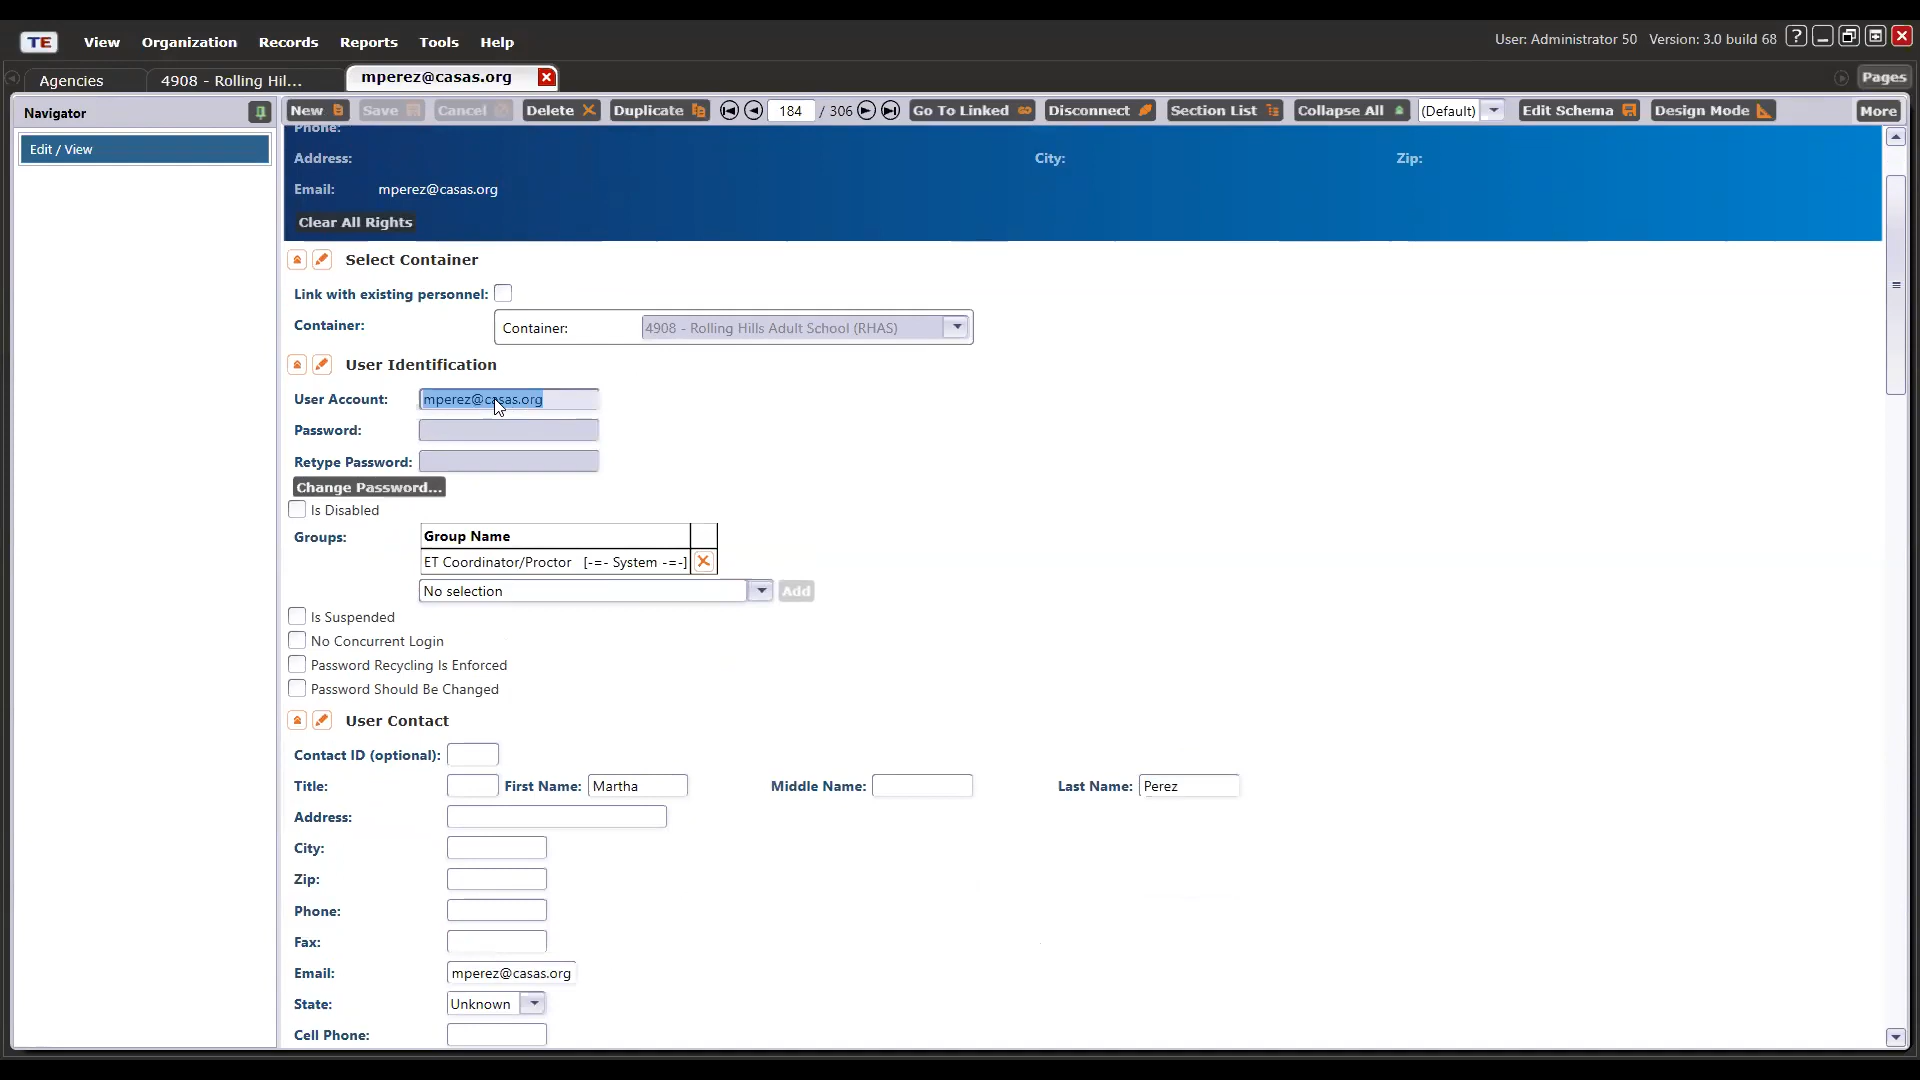 TE View Organization Records Reports Tools Help User: Administrator 50 Version: 3.0 build 68 ?
Agencies 4908 - Rolling Hil... mperez@casas.org Pages
Navigator New Save Cancel Delete Duplicate 184 / 306 Go To Linked Disconnect Section List Collapse All (Default) Edit Schema Design Mode More
Edit / View
Phone:
Address: City: Zip:
Email: mperez@casas.org
Clear All Rights
Select Container
Link with existing personnel:
Container: Container: 4908 - Rolling Hills Adult School (RHAS)
User Identification
User Account: mperez@casas.org
Password:
Retype Password:
Change Password...
Is Disabled
Groups: Group Name
ET Coordinator/Proctor [-=- System -=-]
No selection Add
Is Suspended
No Concurrent Login
Password Recycling Is Enforced
Password Should Be Changed
User Contact
Contact ID (optional):
Title: First Name: Martha Middle Name: Last Name: Perez
Address:
City:
Zip:
Phone:
Fax:
Email: mperez@casas.org
State: Unknown
Cell Phone: